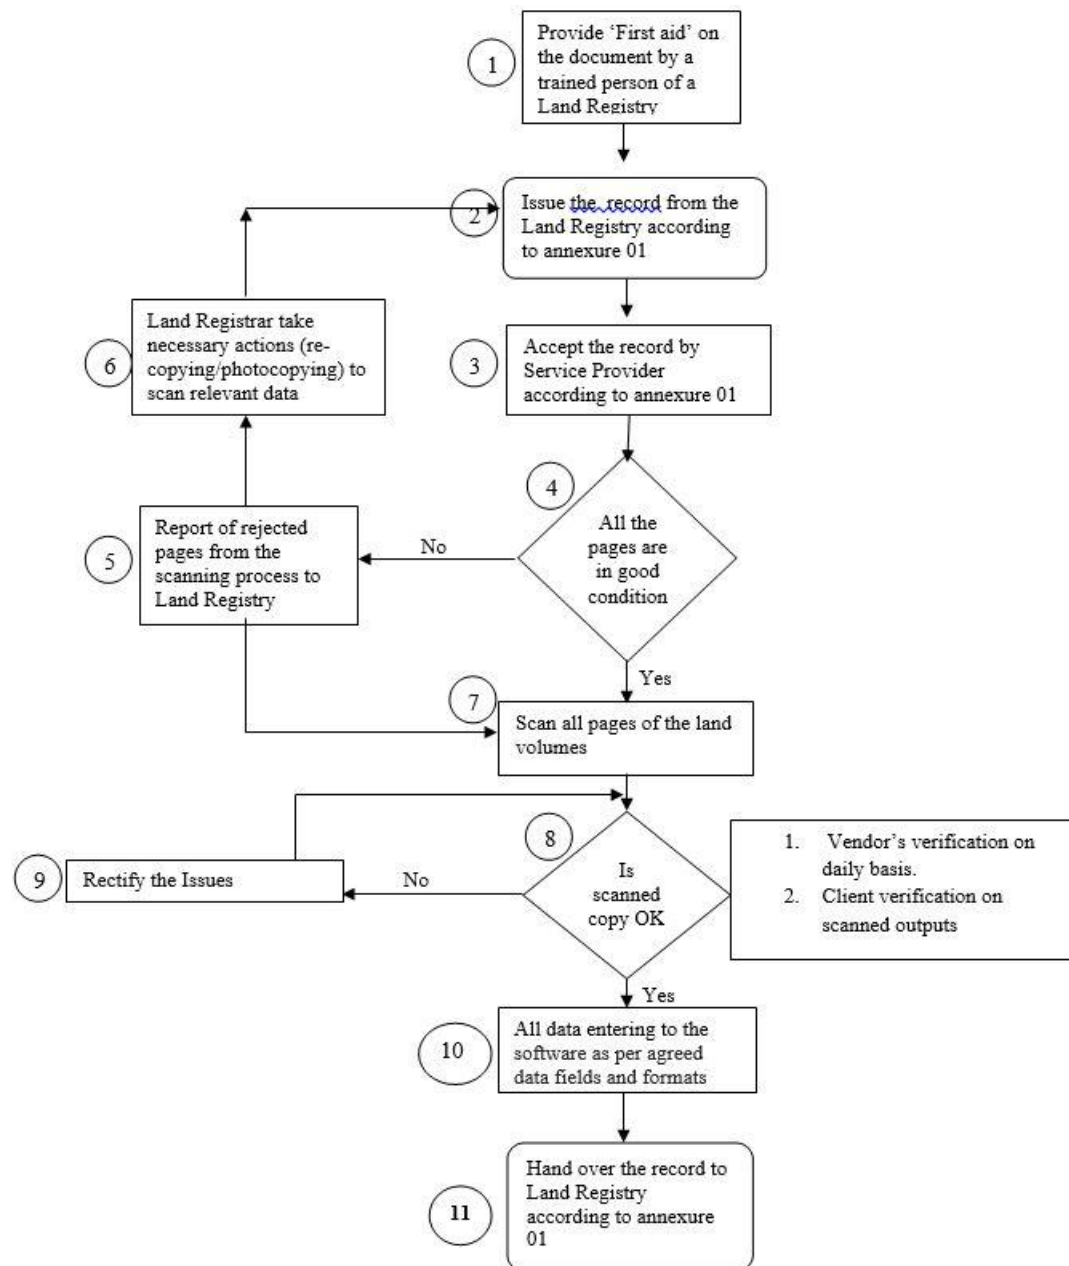 1
Provide ‘First aid’ on
the document by a
trained person of a
Land Registry
2
Issue the  record from the
Land Registry according
to annexure 01
3
Accept the record by
Service Provider
according to annexure 01
4
All the
pages are
in good
condition
No
Yes
5
Report of rejected
pages from the
scanning process to
Land Registry
6
Land Registrar take
necessary actions (re-
copying/photocopying) to
scan relevant data
7
Scan all pages of the land
volumes
8
Is
scanned
copy OK
No
Yes
1. Vendor’s verification on
daily basis.
2. Client verification on
scanned outputs
9
Rectify the Issues
10
All data entering to the
software as per agreed
data fields and formats
11
Hand over the record to
Land Registry
according to annexure
01